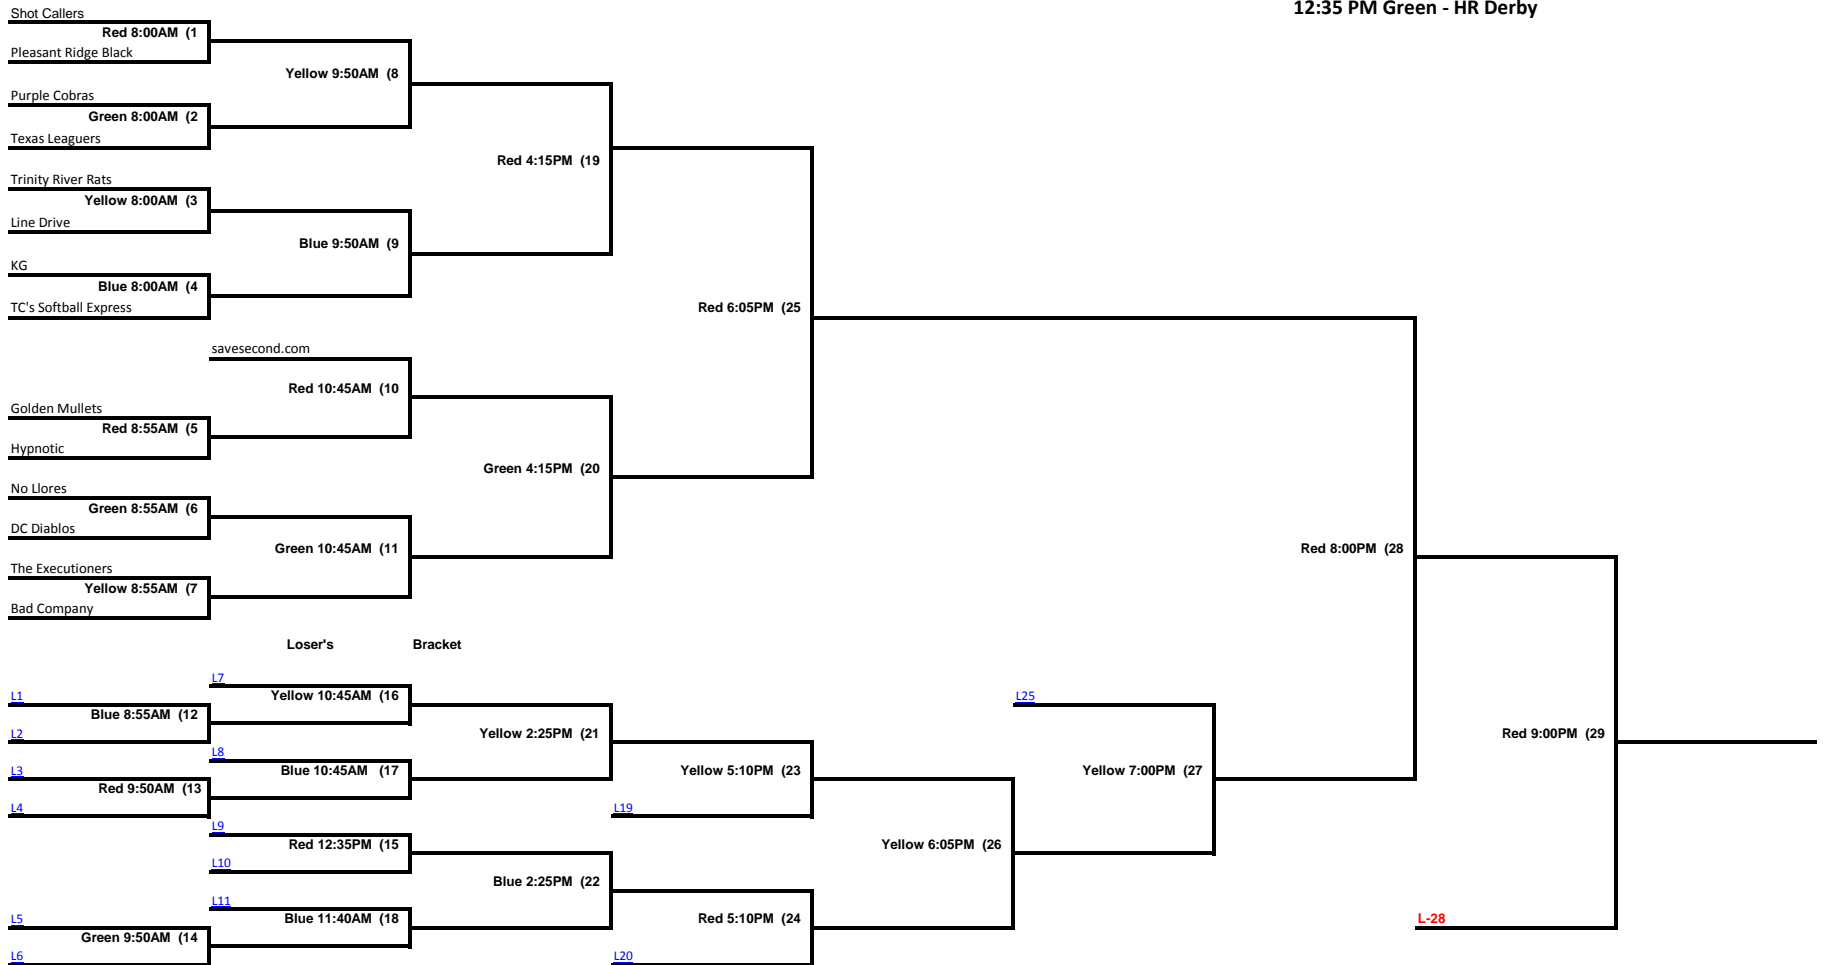 12:35 PM Green - HR Derby
Shot Callers
Red 8:00AM  (1
Pleasant Ridge Black
Yellow 9:50AM  (8
Purple Cobras
Green 8:00AM  (2
Texas Leaguers
Red 4:15PM  (19
Trinity River Rats
Yellow 8:00AM  (3
Line Drive
Blue 9:50AM  (9
KG
Blue 8:00AM  (4
TC's Softball Express
Red 6:05PM  (25
savesecond.com
Red 10:45AM  (10
Golden Mullets
Red 8:55AM  (5
Hypnotic
Green 4:15PM  (20
No Llores
Green 8:55AM  (6
DC Diablos
Green 10:45AM  (11
Red 8:00PM  (28
The Executioners
Yellow 8:55AM  (7
Bad Company
Loser's Bracket
L7
L1
Yellow 10:45AM  (16
L25
Blue 8:55AM  (12
L2
Yellow 2:25PM  (21
Red 9:00PM  (29
L8
L3
Blue 10:45AM  (17
Yellow 5:10PM  (23
Yellow 7:00PM  (27
Red 9:50AM  (13
L4
L19
L9
Red 12:35PM  (15
Yellow 6:05PM  (26
L10
Blue 2:25PM  (22
L11
L5
Blue 11:40AM  (18
Red 5:10PM  (24
L-28
Green 9:50AM  (14
L6
L20